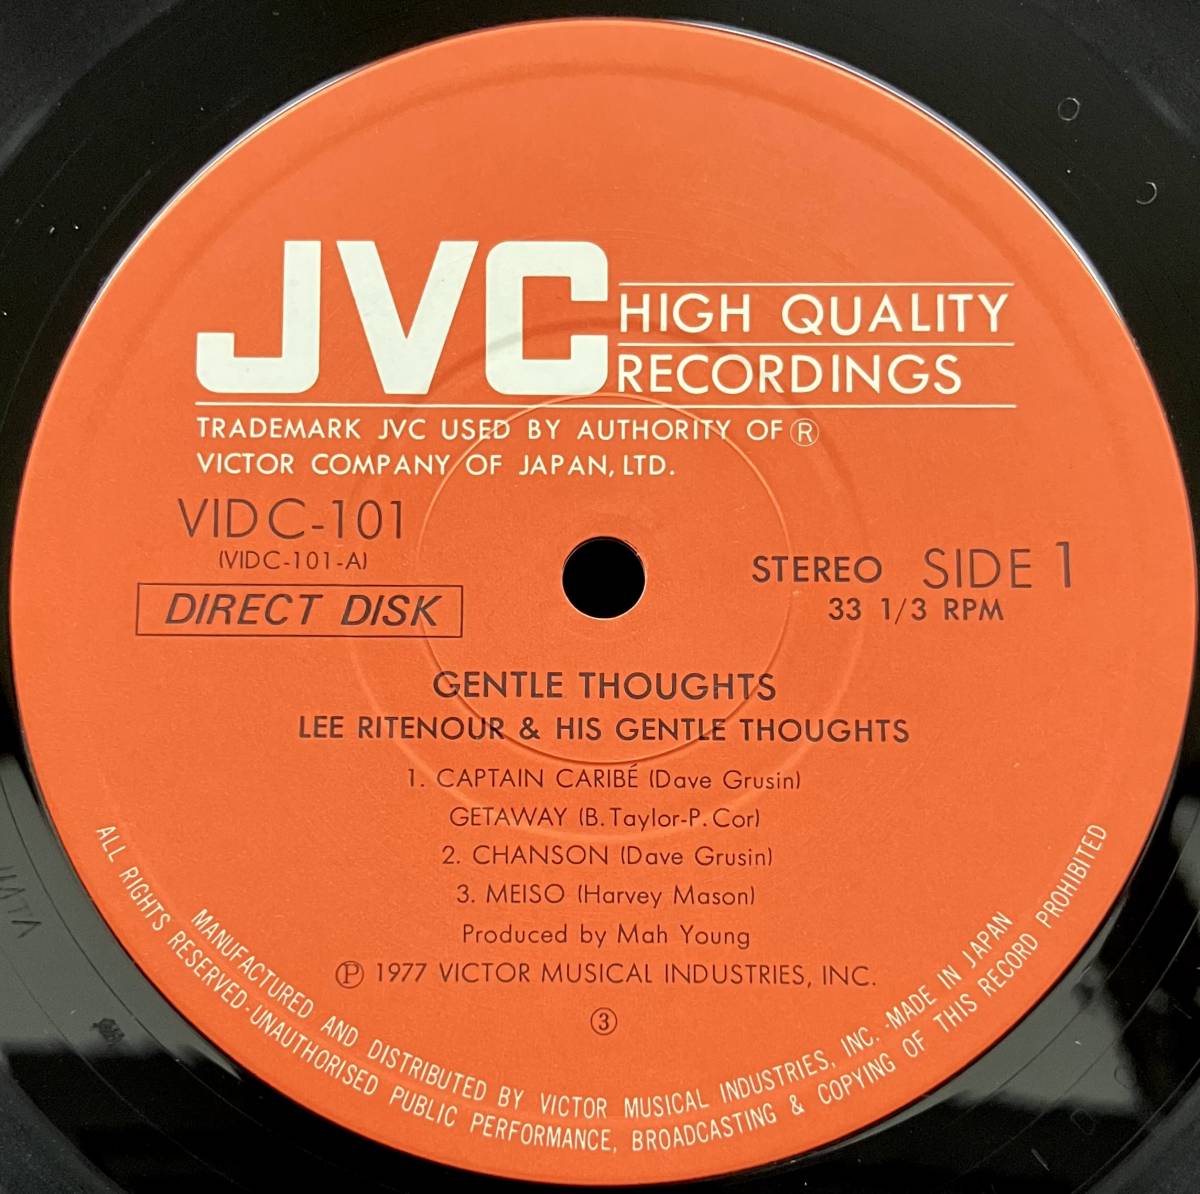 JVC HIGH QUALITY
RECORDINGS
TRADEMARK JVC USED BY AUTHORITY OF Ⓡ
VICTOR COMPANY OF JAPAN, LTD.
VIDC-101
(VIDC-101-A)
DIRECT DISK
STEREO SIDE 1
33 1/3 RPM
GENTLE THOUGHTS
LEE RITENOUR & HIS GENTLE THOUGHTS
1. CAPTAIN CARIBÉ (Dave Grusin)
GETAWAY (B. Taylor-P. Cor)
2. CHANSON (Dave Grusin)
3. MEISO (Harvey Mason)
Produced by Mah Young
Ⓟ 1977 VICTOR MUSICAL INDUSTRIES, INC.
③
MANUFACTURED AND DISTRIBUTED BY VICTOR MUSICAL INDUSTRIES, INC. -MADE IN JAPAN
ALL RIGHTS RESERVED-UNAUTHORISED PUBLIC PERFORMANCE, BROADCASTING & COPYING OF THIS RECORD PROHIBITED